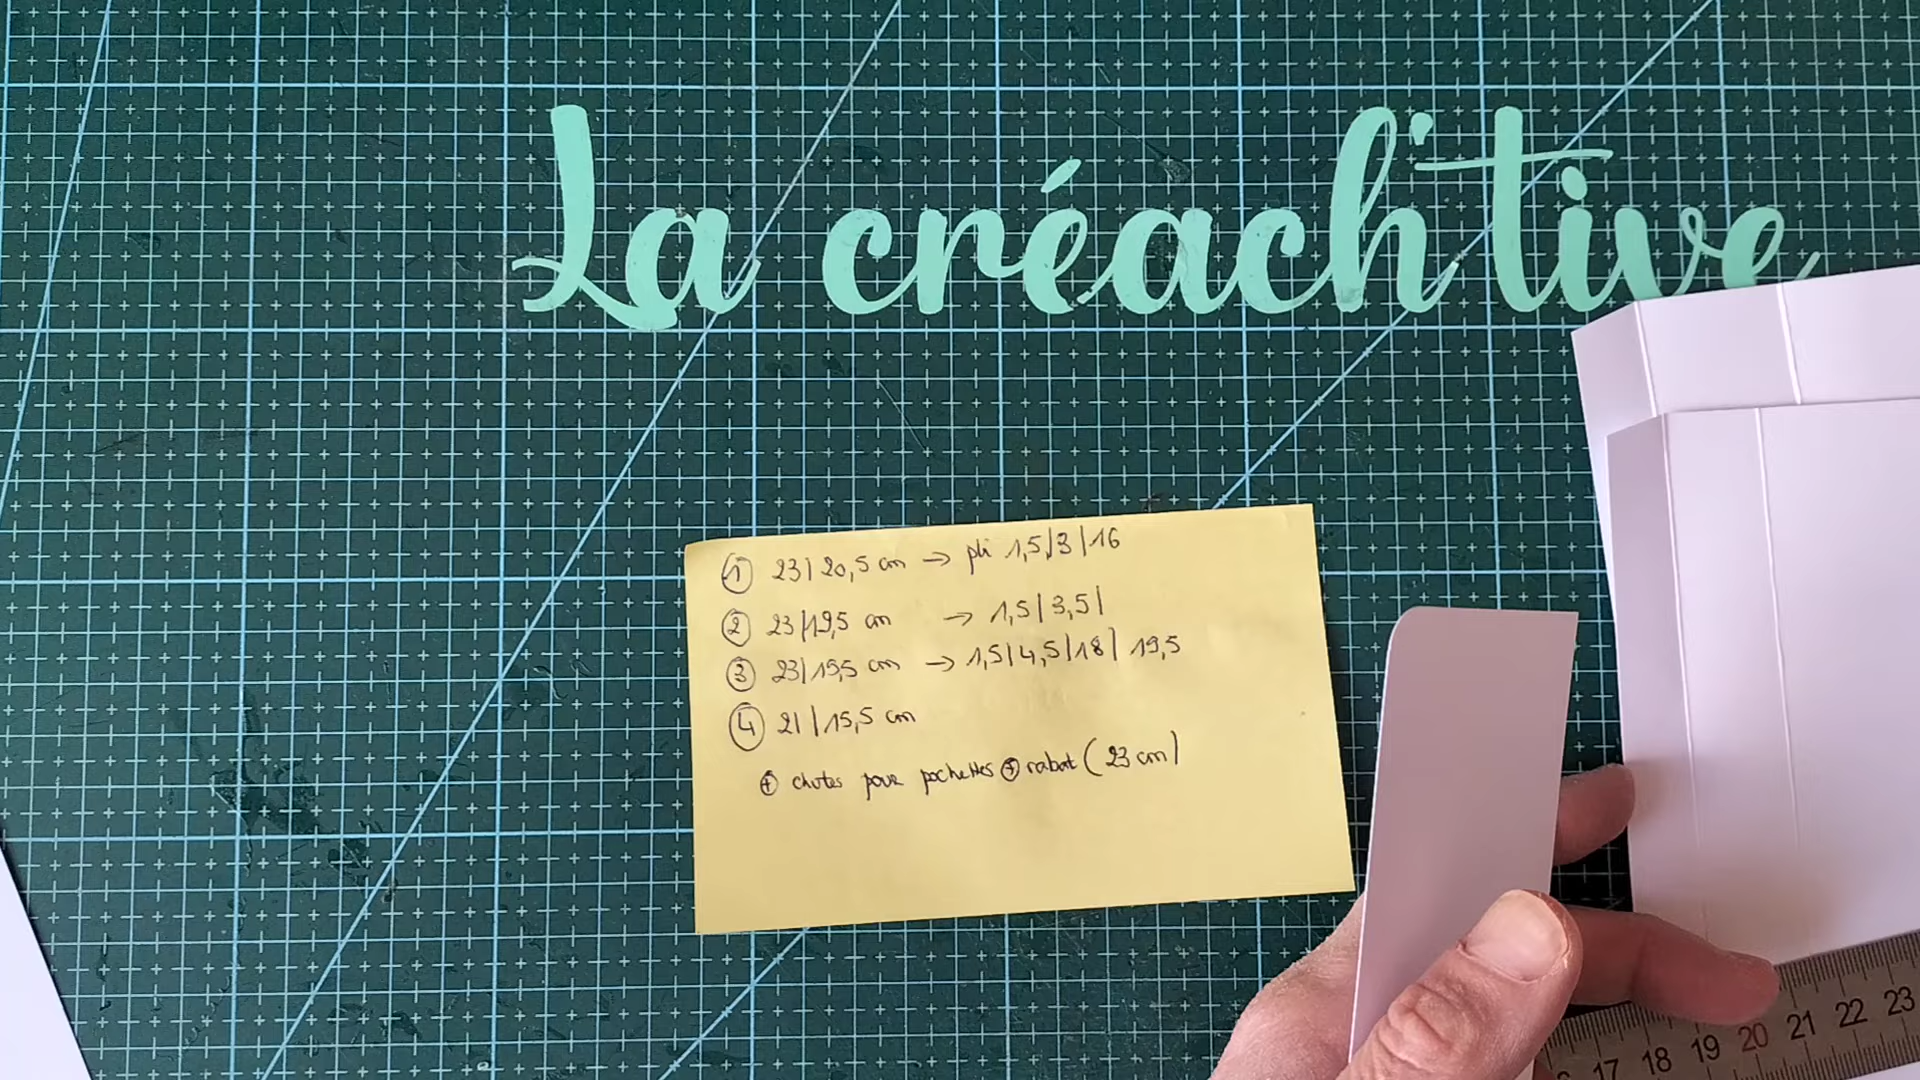 La créach'tive
① 23 | 20,5 cm → pli 1,5 | 3 | 16
② 23 | 19,5 cm → 1,5 | 3,5 |
③ 23 | 19,5 cm → 1,5 | 4,5 | 18 | 19,5
④ 21 | 15,5 cm
⊕ chutes pour pochettes ⊕ rabat (23 cm)
17 18 19 20 21 22 23